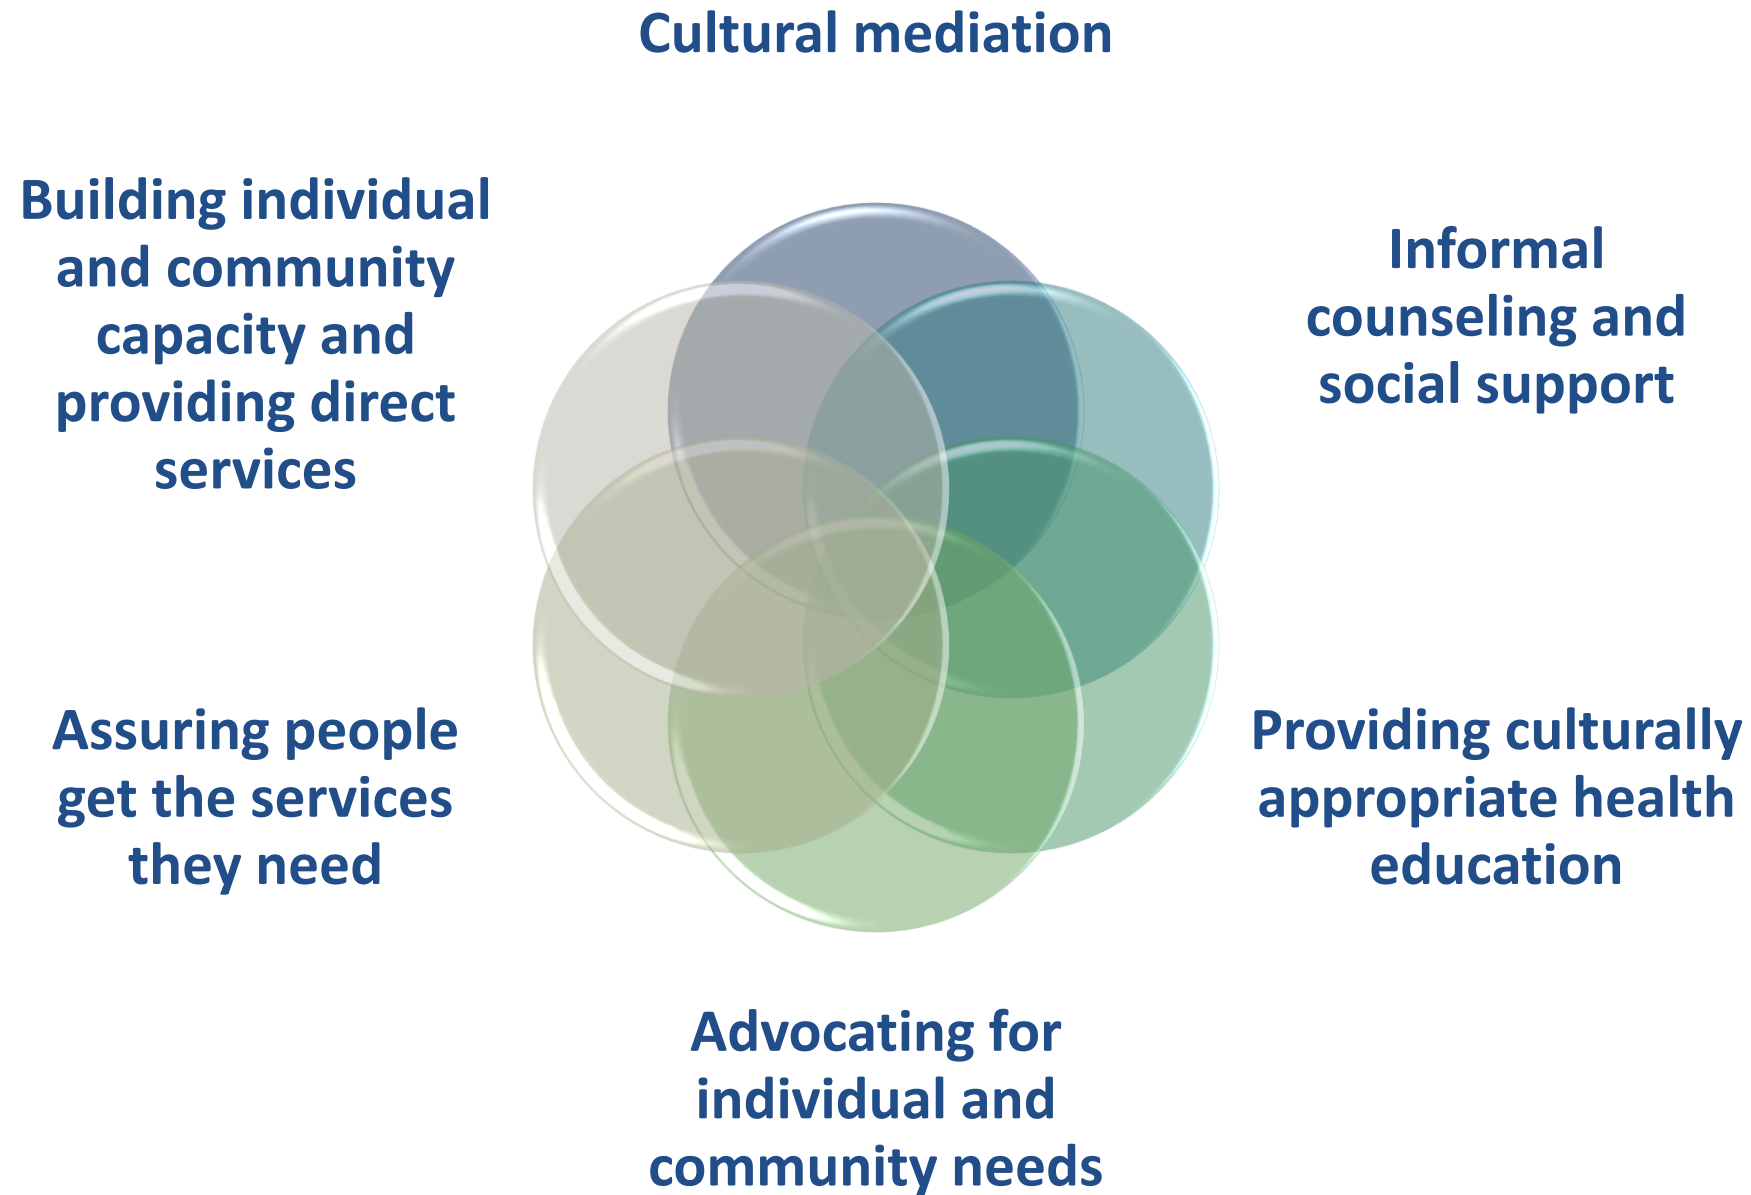 Cultural mediation
Building individual
and community
capacity and
providing direct
services
Informal
counseling and
social support
Assuring people
get the services
they need
Providing culturally
appropriate health
education
Advocating for
individual and
community needs